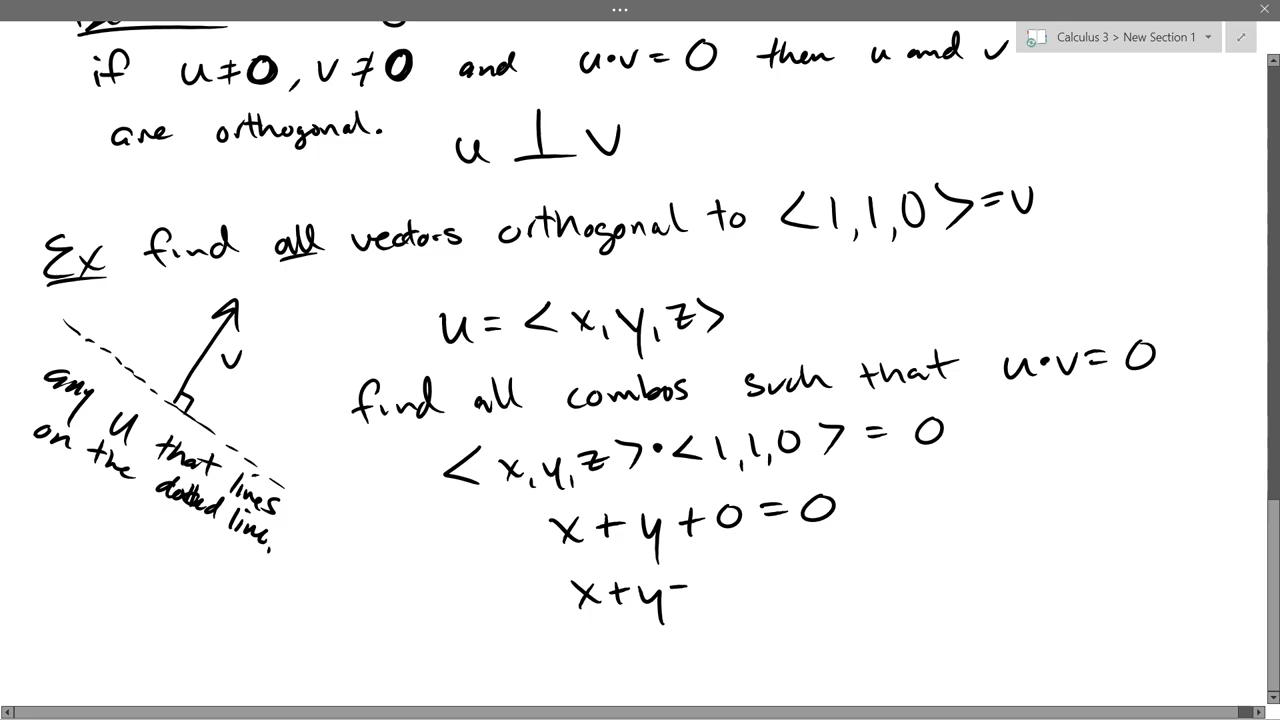 Calculus 3 > New Section 1
if u ≠ 0, v ≠ 0 and u·v = 0 then u and v
are orthogonal. u ⊥ v
Ex find all vectors orthogonal to <1,1,0> = v
u = <x,y,z>
find all combos such that u·v = 0
<x,y,z>·<1,1,0> = 0
x + y + 0 = 0
x+y=
v
any u that lines
on the dotted line.